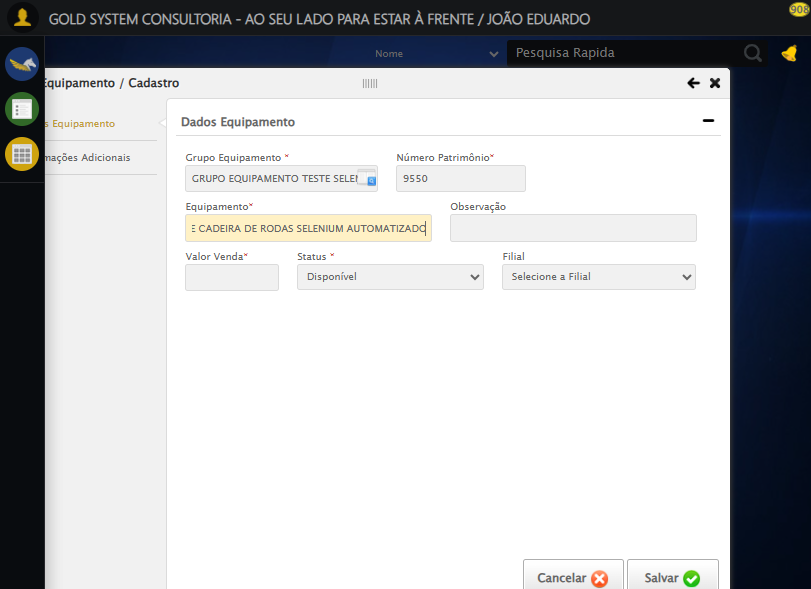 GOLD SYSTEM CONSULTORIA - AO SEU LADO PARA ESTAR À FRENTE / JOÃO EDUARDO
908
Nome
Pesquisa Rapida
Equipamento / Cadastro
s Equipamento
mações Adicionais
Dados Equipamento
Grupo Equipamento * Número Patrimônio*
GRUPO EQUIPAMENTO TESTE SELEN 9550
Equipamento* Observação
E CADEIRA DE RODAS SELENIUM AUTOMATIZADO
Valor Venda* Status * Filial
Disponível Selecione a Filial
Cancelar Salvar